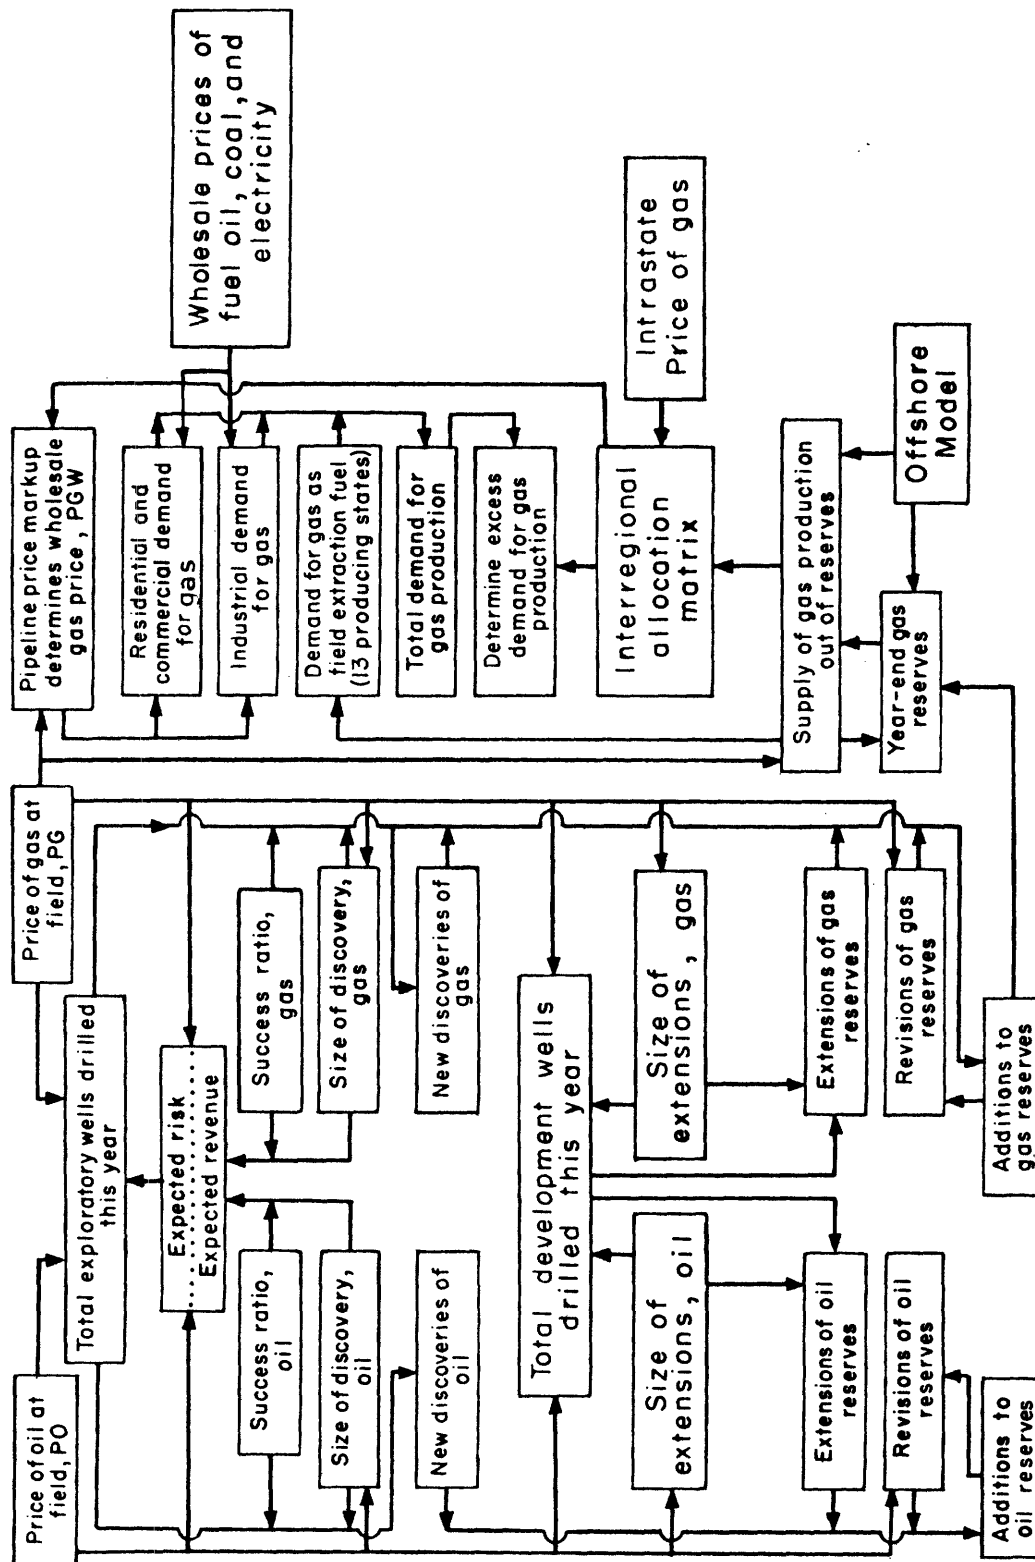 Price of oil at
field, PO
Price of gas at
field, PG
Total exploratory wells drilled
this year
Expected risk
Expected revenue
Success ratio,
oil
Success ratio,
gas
Size of discovery,
oil
Size of discovery,
gas
New discoveries of
oil
New discoveries of
gas
Total development wells
drilled this year
Size of
extensions, oil
Size of
extensions, gas
Extensions of oil
reserves
Extensions of gas
reserves
Revisions of oil
reserves
Revisions of gas
reserves
Additions to
oil reserves
Additions to
gas reserves
Pipeline price markup
determines wholesale
gas price, PGW
Residential and
commercial demand
for gas
Industrial demand
for gas
Demand for gas as
field extraction fuel
(13 producing states)
Total demand for
gas production
Determine excess
demand for gas
production
Interregional
allocation
matrix
Supply of gas production
out of reserves
Year-end gas
reserves
Wholesale prices of
fuel oil, coal, and
electricity
Intrastate
Price of gas
Offshore
Model